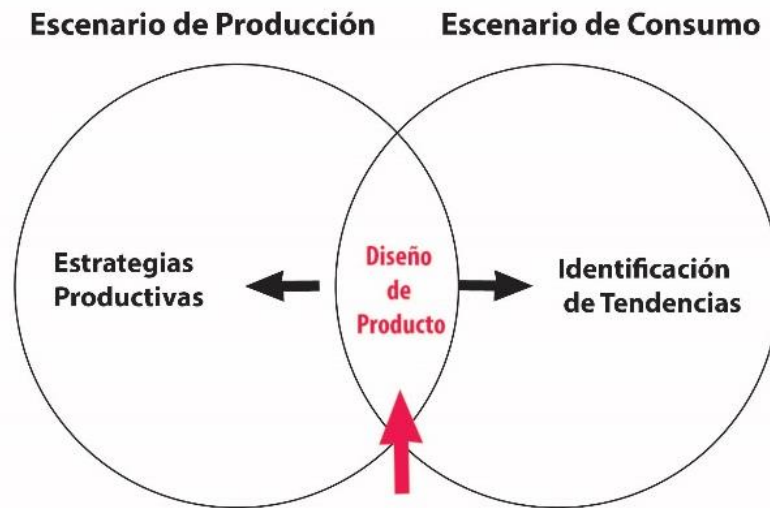 Escenario de Producción
Escenario de Consumo
Estrategias
Productivas
Diseño
de
Producto
Identificación
de Tendencias